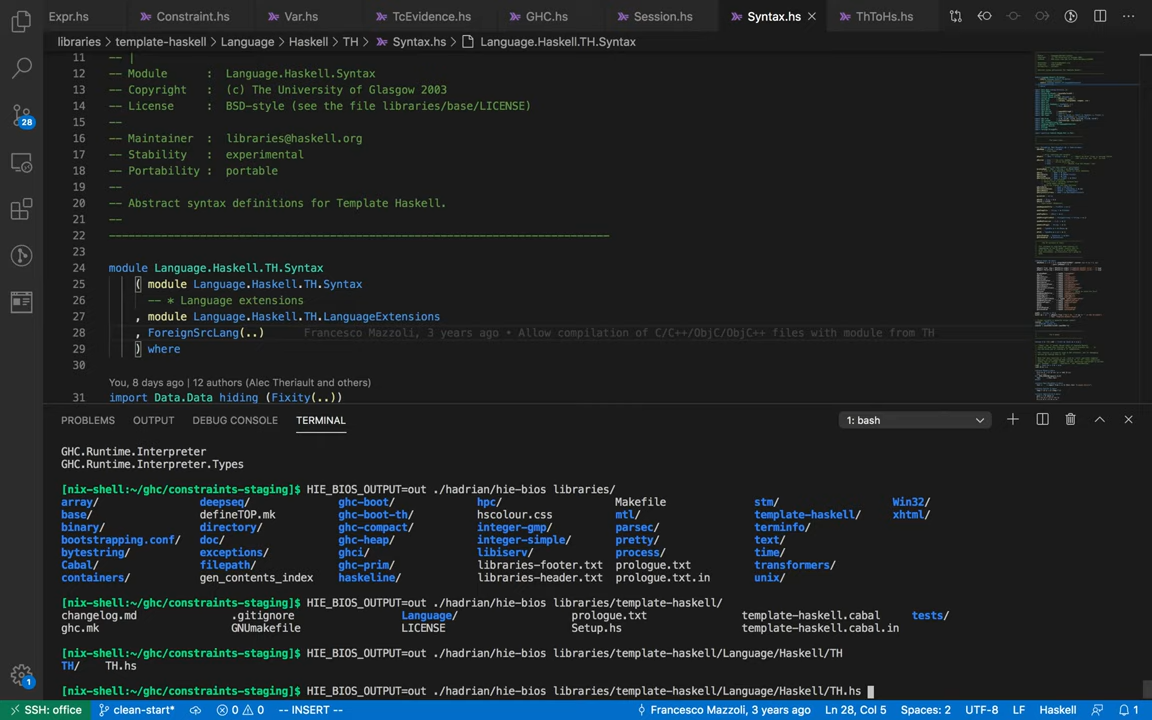 Expr.hs Constraint.hs Var.hs TcEvidence.hs GHC.hs Session.hs Syntax.hs ThToHs.hs
libraries > template-haskell > Language > Haskell > TH > Syntax.hs > Language.Haskell.TH.Syntax
11 -- |
12 -- Module      :  Language.Haskell.Syntax
13 -- Copyright   :  (c) The University of Glasgow 2003
14 -- License     :  BSD-style (see the file libraries/base/LICENSE)
15 --
16 -- Maintainer  :  libraries@haskell.org
17 -- Stability   :  experimental
18 -- Portability :  portable
19 --
20 -- Abstract syntax definitions for Template Haskell.
21 --
22 -----------------------------------------------------------------------------
23
24 module Language.Haskell.TH.Syntax
25     ( module Language.Haskell.TH.Syntax
26       -- * Language extensions
27     , module Language.Haskell.TH.LanguageExtensions
28     , ForeignSrcLang(..) Francesco Mazzoli, 3 years ago • Allow compilation of C/C++/ObjC/ObjC++ files with module from TH
29     ) where
30
You, 8 days ago | 12 authors (Alec Theriault and others)
31 import Data.Data hiding (Fixity(..))
28
PROBLEMS OUTPUT DEBUG CONSOLE TERMINAL 1: bash
GHC.Runtime.Interpreter
GHC.Runtime.Interpreter.Types
[nix-shell:~/ghc/constraints-staging]$ HIE_BIOS_OUTPUT=out ./hadrian/hie-bios libraries/
array/ deepseq/ ghc-boot/ hpc/ Makefile stm/ Win32/
base/ defineTOP.mk ghc-boot-th/ hscolour.css mtl/ template-haskell/ xhtml/
binary/ directory/ ghc-compact/ integer-gmp/ parsec/ terminfo/
bootstrapping.conf/ doc/ ghc-heap/ integer-simple/ pretty/ text/
bytestring/ exceptions/ ghci/ libiserv/ process/ time/
Cabal/ filepath/ ghc-prim/ libraries-footer.txt prologue.txt transformers/
containers/ gen_contents_index haskeline/ libraries-header.txt prologue.txt.in unix/
[nix-shell:~/ghc/constraints-staging]$ HIE_BIOS_OUTPUT=out ./hadrian/hie-bios libraries/template-haskell/
changelog.md .gitignore Language/ prologue.txt template-haskell.cabal tests/
ghc.mk GNUmakefile LICENSE Setup.hs template-haskell.cabal.in
[nix-shell:~/ghc/constraints-staging]$ HIE_BIOS_OUTPUT=out ./hadrian/hie-bios libraries/template-haskell/Language/Haskell/TH
TH/ TH.hs
[nix-shell:~/ghc/constraints-staging]$ HIE_BIOS_OUTPUT=out ./hadrian/hie-bios libraries/template-haskell/Language/Haskell/TH.hs
1
SSH: office clean-start* 0 0 -- INSERT -- Francesco Mazzoli, 3 years ago Ln 28, Col 5 Spaces: 2 UTF-8 LF Haskell 1